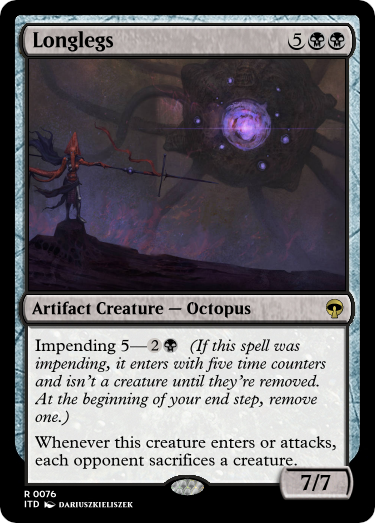 Longlegs 5
Artifact Creature — Octopus
Impending 5—2 (If this spell was
impending, it enters with five time counters
and isn't a creature until they're removed.
At the beginning of your end step, remove
one.)
Whenever this creature enters or attacks,
each opponent sacrifices a creature.
7/7
R 0076
ITD DARIUSZKIELISZEK